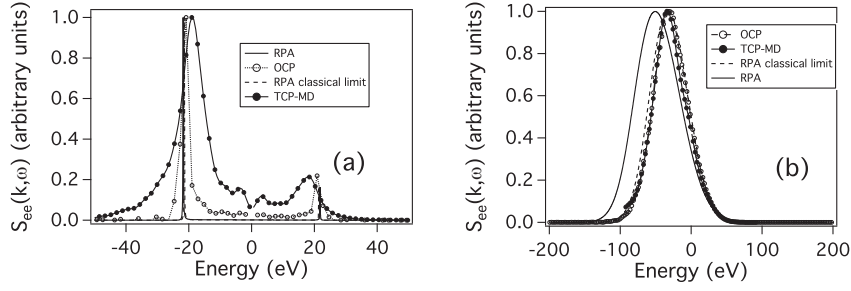 1.0
0.8
0.6
0.4
0.2
0.0
See(k,ω) (arbitrary units)
-40
-20
0
20
40
Energy (eV)
RPA
OCP
RPA classical limit
TCP-MD
(a)
1.0
0.8
0.6
0.4
0.2
0.0
See(k,ω) (arbitrary units)
-200
-100
0
100
200
Energy (eV)
OCP
TCP-MD
RPA classical limit
RPA
(b)